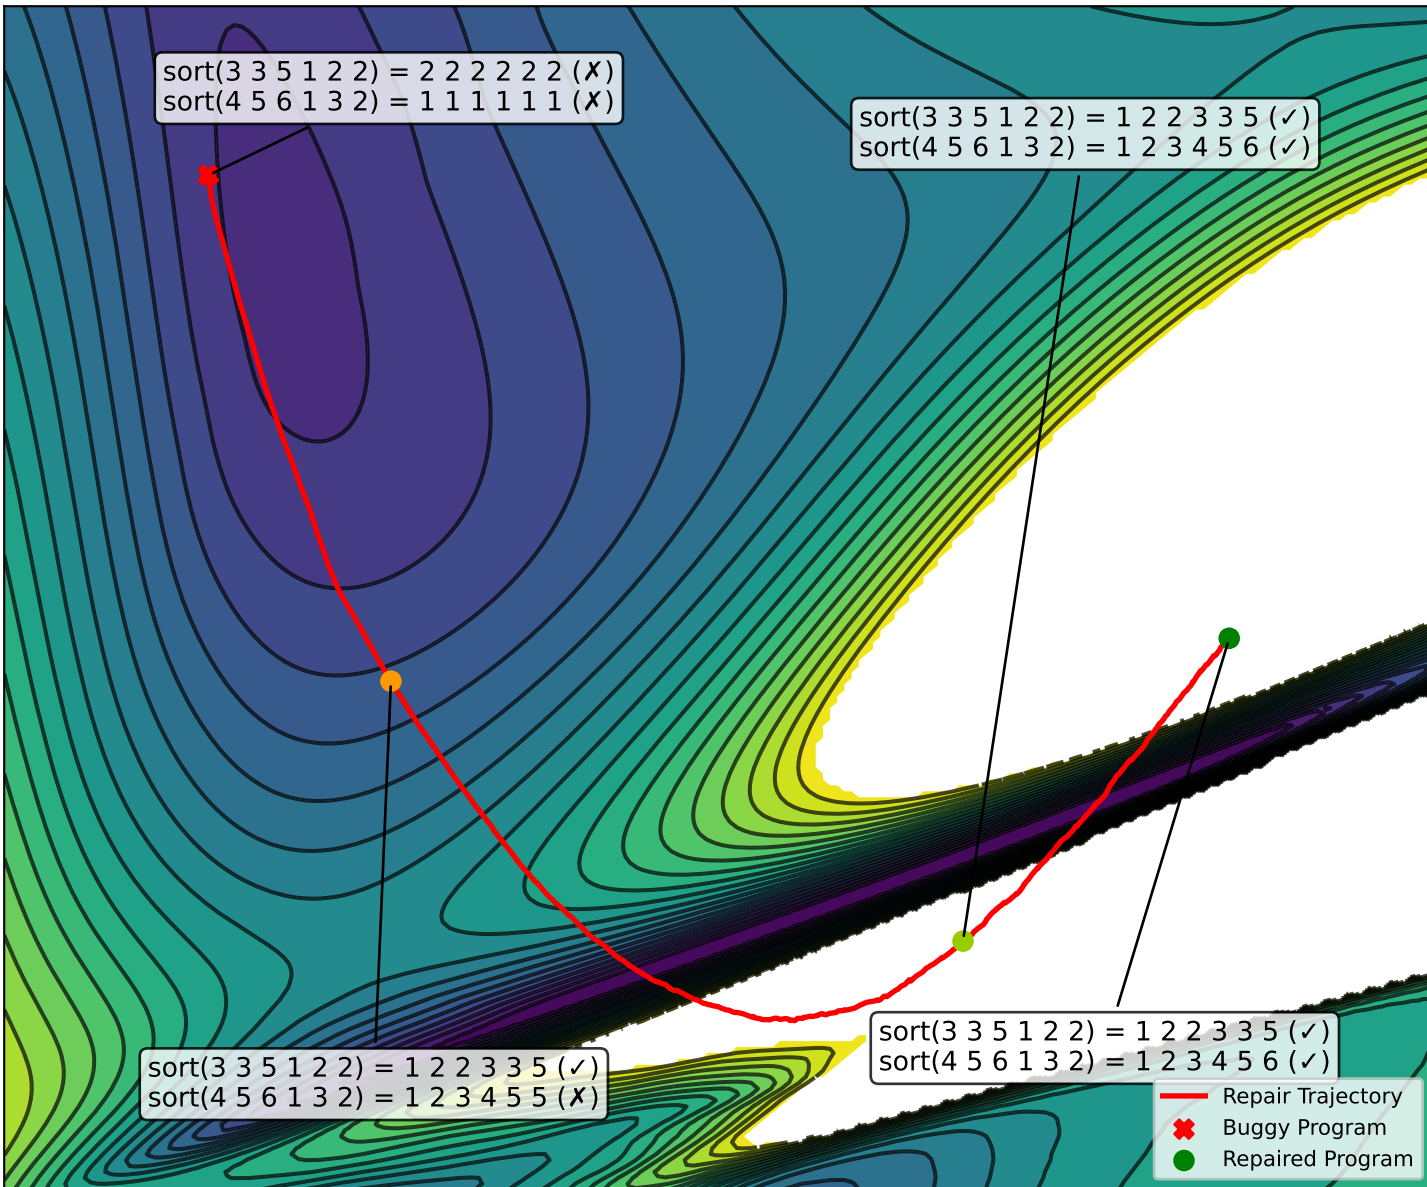 sort(3 3 5 1 2 2) = 2 2 2 2 2 2 (✗)
sort(4 5 6 1 3 2) = 1 1 1 1 1 1 (✗)
sort(3 3 5 1 2 2) = 1 2 2 3 3 5 (✓)
sort(4 5 6 1 3 2) = 1 2 3 4 5 6 (✓)
sort(3 3 5 1 2 2) = 1 2 2 3 3 5 (✓)
sort(4 5 6 1 3 2) = 1 2 3 4 5 5 (✗)
sort(3 3 5 1 2 2) = 1 2 2 3 3 5 (✓)
sort(4 5 6 1 3 2) = 1 2 3 4 5 6 (✓)
Repair Trajectory
Buggy Program
Repaired Program